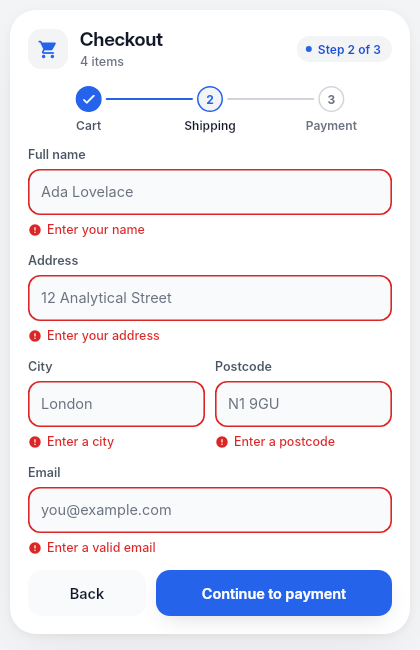 Checkout
4 items
Step 2 of 3
2
3
Cart
Shipping
Payment
Full name
Ada Lovelace
Enter your name
Address
12 Analytical Street
Enter your address
City
Postcode
London
N1 9GU
Enter a city
Enter a postcode
Email
you@example.com
Enter a valid email
Back
Continue to payment